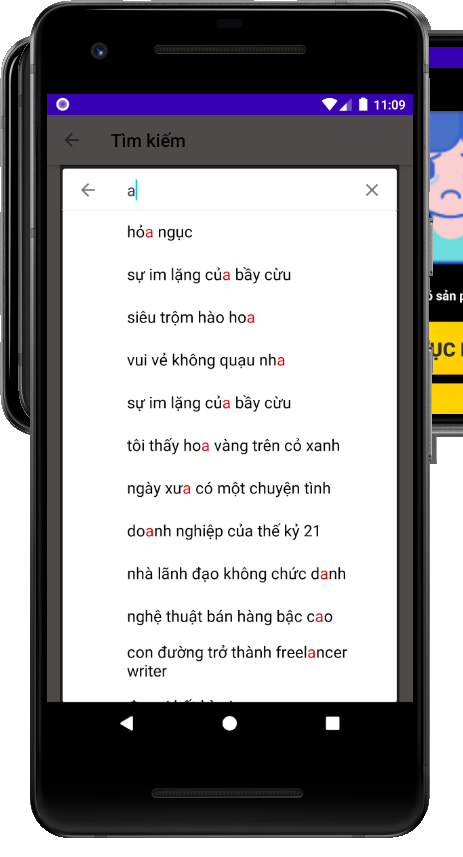 11:09
Tìm kiếm
a
hỏa ngục
sự im lặng của bầy cừu
siêu trộm hào hoa
vui vẻ không quạu nha
sự im lặng của bầy cừu
tôi thấy hoa vàng trên cỏ xanh
ngày xưa có một chuyện tình
doanh nghiệp của thế kỷ 21
nhà lãnh đạo không chức danh
nghệ thuật bán hàng bậc cao
con đường trở thành freelancer
writer
sản